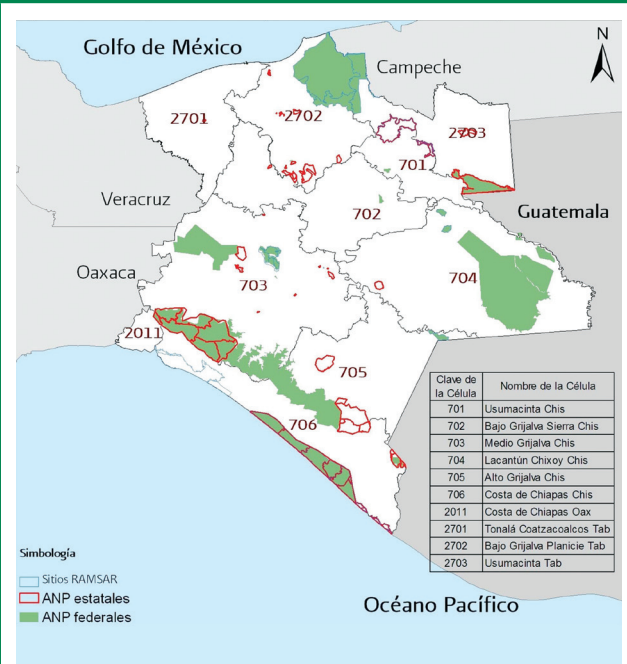 Golfo de México
N
Campeche
2701
2702
2703
701
Veracruz
702
Guatemala
Oaxaca
703
704
2011
705
706
Clave de la Célula
Nombre de la Célula
701 Usumacinta Chis
702 Bajo Grijalva Sierra Chis
703 Medio Grijalva Chis
704 Lacantún Chixoy Chis
705 Alto Grijalva Chis
706 Costa de Chiapas Chis
2011 Costa de Chiapas Oax
2701 Tonalá Coatzacoalcos Tab
2702 Bajo Grijalva Planicie Tab
2703 Usumacinta Tab
Simbología
Sitios RAMSAR
ANP estatales
ANP federales
Océano Pacífico